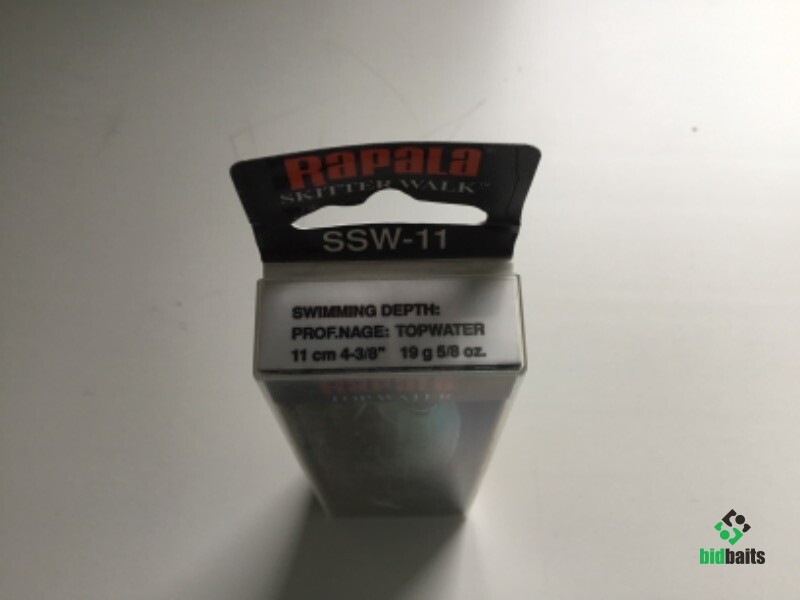 Rapala
SKITTER WALK™
SSW-11
SWIMMING DEPTH:
PROF.NAGE: TOPWATER
11 cm 4-3/8" 19 g 5/8 oz.
Rapala
TOPWATER
bidbaits